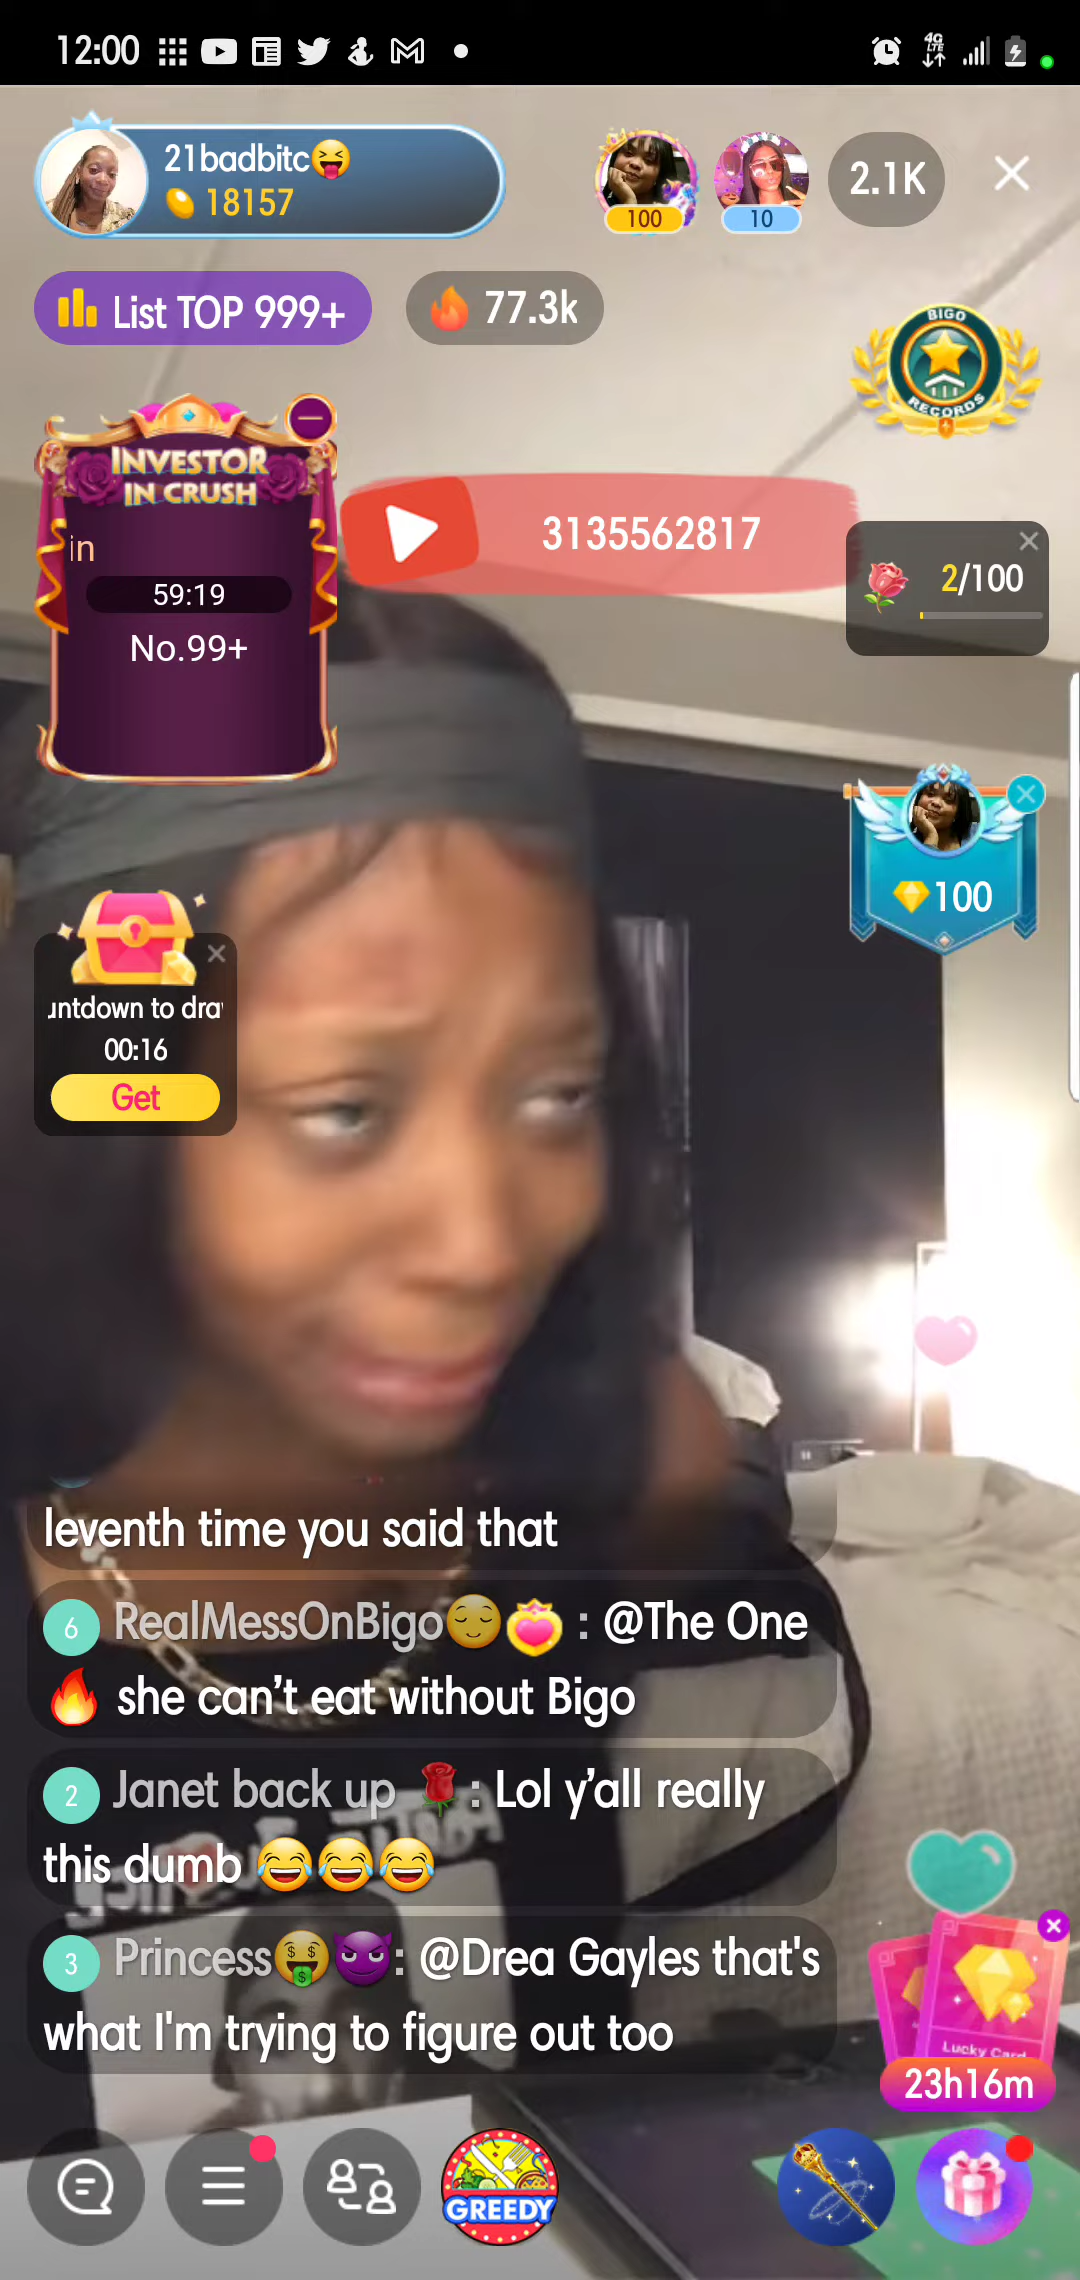 12:00
4G
LTE
21badbitc😝
18157
100
10
2.1K
List TOP 999+
77.3k
BIGO
RECORDS
INVESTOR
IN CRUSH
in
59:19
No.99+
3135562817
2/100
100
untdown to dra
00:16
Get
leventh time you said that
6 RealMessOnBigo😌 : @The One
🔥 she can't eat without Bigo
2 Janet back up 🌹: Lol y'all really
this dumb 😂😂😂
3 Princess🤑😈: @Drea Gayles that's
what I'm trying to figure out too
Lucky Card
23h16m
GREEDY